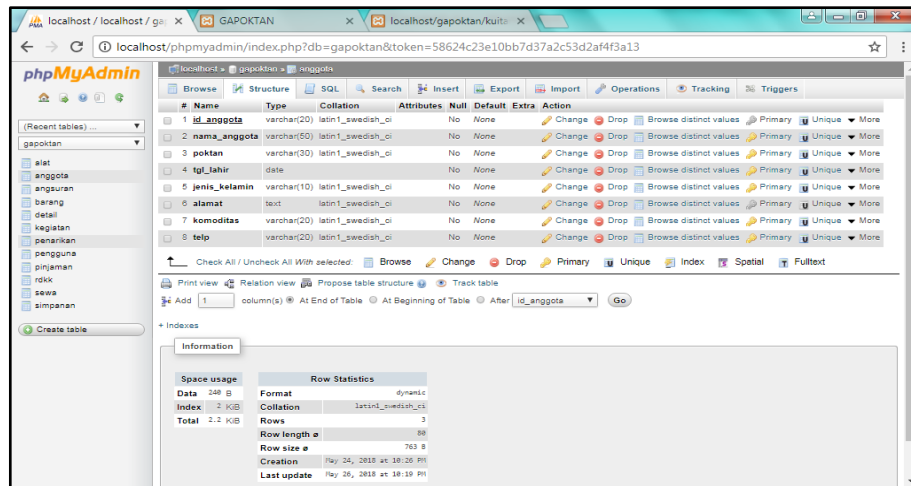 localhost / localhost / ga
GAPOKTAN
localhost/gapoktan/kuita
localhost/phpmyadmin/index.php?db=gapoktan&token=58624c23e10bb7d37a2c53d2af4f3a13
phpMyAdmin
(Recent tables) ...
gapoktan
alat
anggota
angsuran
barang
detail
kegiatan
penarikan
pengguna
pinjaman
rdkk
sewa
simpanan
Create table
localhost » gapoktan » anggota
Browse Structure SQL Search Insert Export Import Operations Tracking Triggers
# Name Type Collation Attributes Null Default Extra Action
1 id_anggota varchar(20) latin1_swedish_ci No None Change Drop Browse distinct values Primary Unique More
2 nama_anggota varchar(50) latin1_swedish_ci No None Change Drop Browse distinct values Primary Unique More
3 poktan varchar(30) latin1_swedish_ci No None Change Drop Browse distinct values Primary Unique More
4 tgl_lahir date No None Change Drop Browse distinct values Primary Unique More
5 jenis_kelamin varchar(10) latin1_swedish_ci No None Change Drop Browse distinct values Primary Unique More
6 alamat text latin1_swedish_ci No None Change Drop Browse distinct values Primary Unique More
7 komoditas varchar(20) latin1_swedish_ci No None Change Drop Browse distinct values Primary Unique More
8 telp varchar(20) latin1_swedish_ci No None Change Drop Browse distinct values Primary Unique More
Check All / Uncheck All With selected: Browse Change Drop Primary Unique Index Spatial Fulltext
Print view Relation view Propose table structure Track table
Add 1 column(s) At End of Table At Beginning of Table After id_anggota Go
+ Indexes
Information
Space usage
Data 240 B
Index 2 KiB
Total 2.2 KiB
Row Statistics
Format dynamic
Collation latin1_swedish_ci
Rows 3
Row length ø 80
Row size ø 763 B
Creation May 24, 2018 at 10:26 PM
Last update May 26, 2018 at 10:19 PM